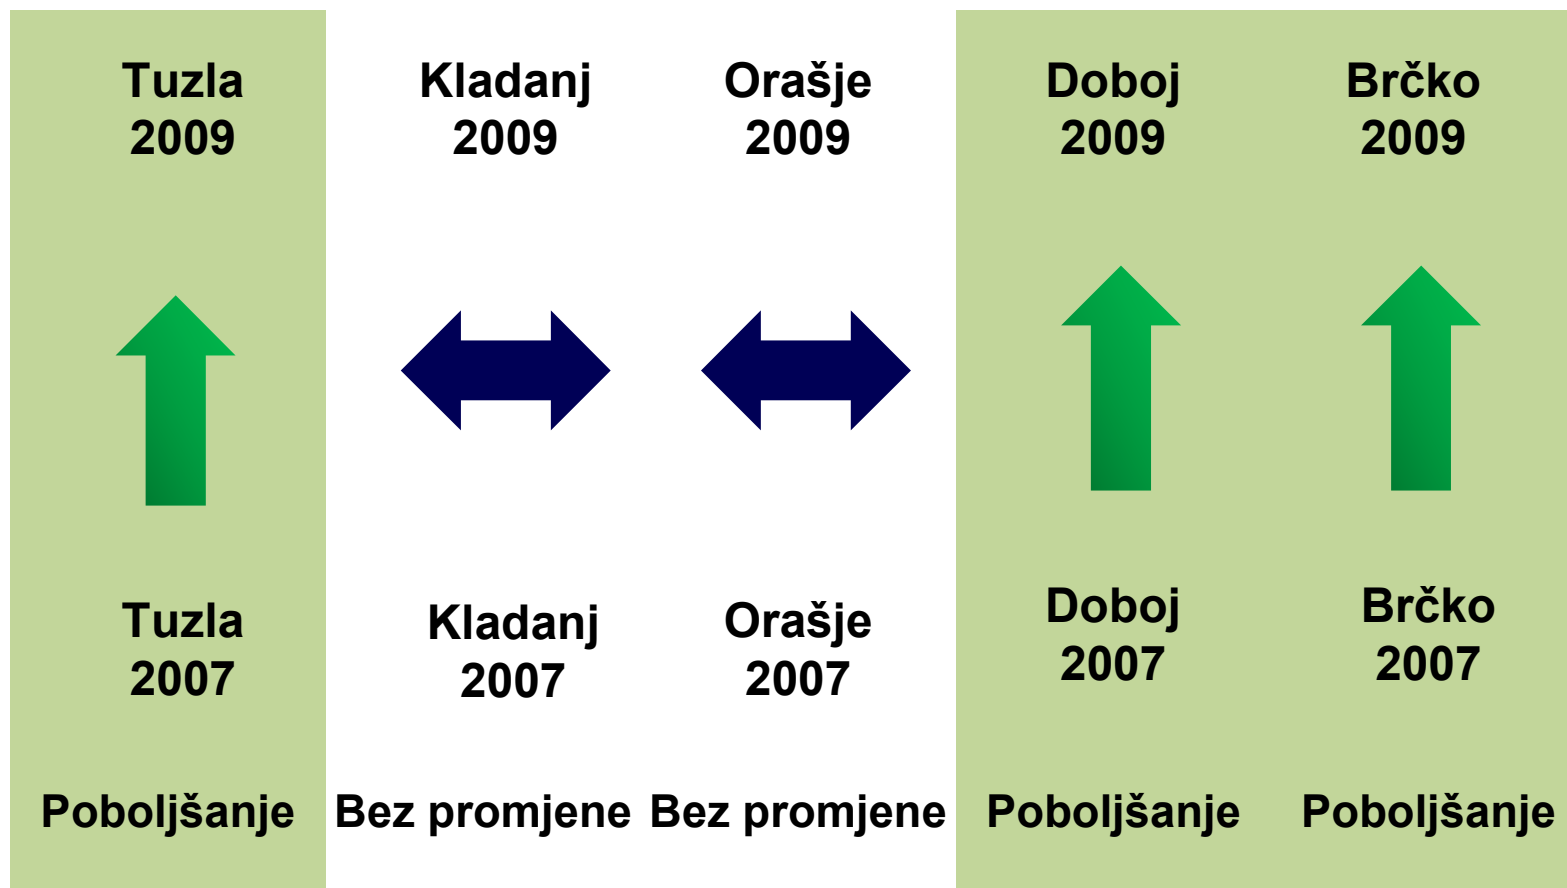 Tuzla
2009
Kladanj
2009
Orašje
2009
Doboj
2009
Brčko
2009
Tuzla
2007
Kladanj
2007
Orašje
2007
Doboj
2007
Brčko
2007
Poboljšanje
Bez promjene
Bez promjene
Poboljšanje
Poboljšanje